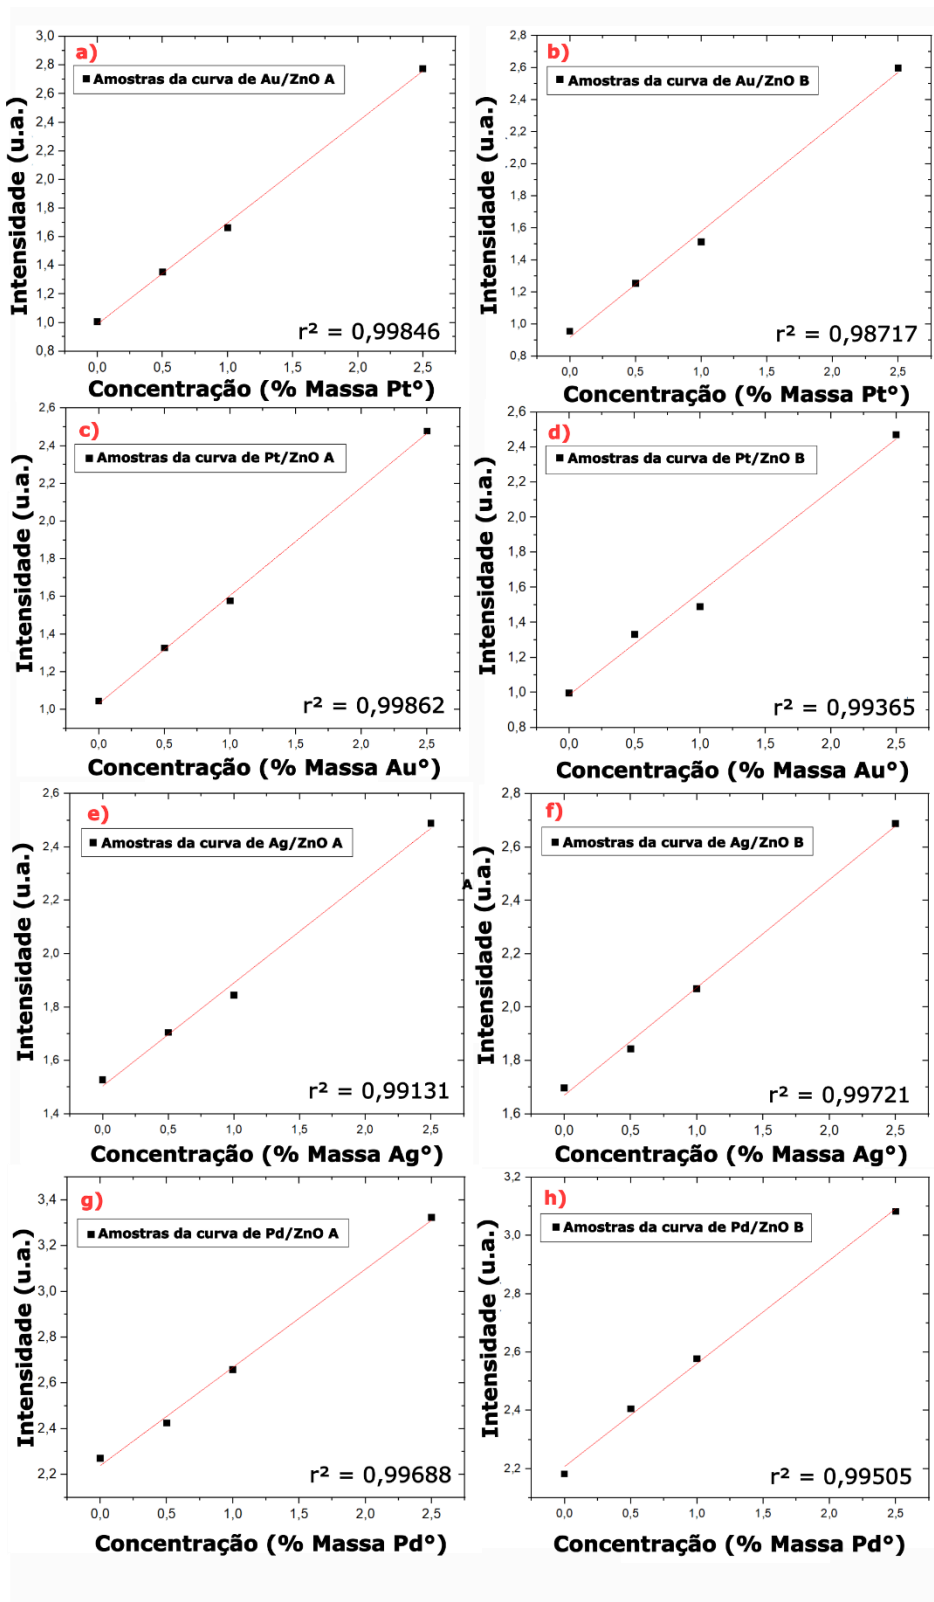 a)
Amostras da curva de Au/ZnO A
Intensidade (u.a.)
3,0
2,8
2,6
2,4
2,2
2,0
1,8
1,6
1,4
1,2
1,0
0,8
r² = 0,99846
0,0 0,5 1,0 1,5 2,0 2,5
Concentração (% Massa Pt°)
b)
Amostras da curva de Au/ZnO B
Intensidade (u.a.)
2,8
2,6
2,4
2,2
2,0
1,8
1,6
1,4
1,2
1,0
0,8
r² = 0,98717
0,0 0,5 1,0 1,5 2,0 2,5
Concentração (% Massa Pt°)
c)
Amostras da curva de Pt/ZnO A
Intensidade (u.a.)
2,6
2,4
2,2
2,0
1,8
1,6
1,4
1,2
1,0
r² = 0,99862
0,0 0,5 1,0 1,5 2,0 2,5
Concentração (% Massa Au°)
d)
Amostras da curva de Pt/ZnO B
Intensidade (u.a.)
2,6
2,4
2,2
2,0
1,8
1,6
1,4
1,2
1,0
0,8
r² = 0,99365
0,0 0,5 1,0 1,5 2,0 2,5
Concentração (% Massa Au°)
e)
Amostras da curva de Ag/ZnO A
Intensidade (u.a.)
2,6
2,4
2,2
2,0
1,8
1,6
1,4
r² = 0,99131
0,0 0,5 1,0 1,5 2,0 2,5
Concentração (% Massa Ag°)
A
f)
Amostras da curva de Ag/ZnO B
Intensidade (u.a.)
2,8
2,6
2,4
2,2
2,0
1,8
1,6
r² = 0,99721
0,0 0,5 1,0 1,5 2,0 2,5
Concentração (% Massa Ag°)
g)
Amostras da curva de Pd/ZnO A
Intensidade (u.a.)
3,4
3,2
3,0
2,8
2,6
2,4
2,2
r² = 0,99688
0,0 0,5 1,0 1,5 2,0 2,5
Concentração (% Massa Pd°)
h)
Amostras da curva de Pd/ZnO B
Intensidade (u.a.)
3,2
3,0
2,8
2,6
2,4
2,2
r² = 0,99505
0,0 0,5 1,0 1,5 2,0 2,5
Concentração (% Massa Pd°)